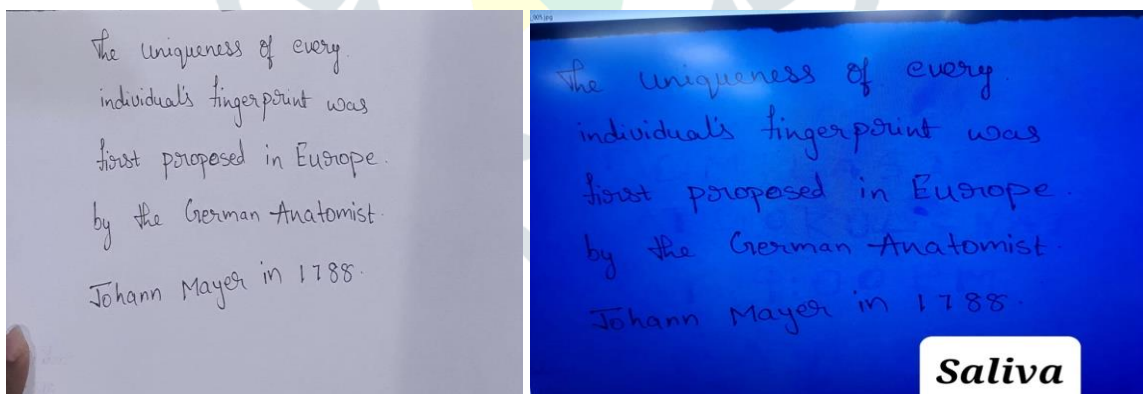 The uniqueness of every
individual's fingerprint was
first proposed in Europe.
by the German Anatomist.
Johann Mayer in 1788.
_009.jpg
The uniqueness of every
individual's fingerprint was
first proposed in Europe.
by the German Anatomist.
Johann Mayer in 1788.
Saliva